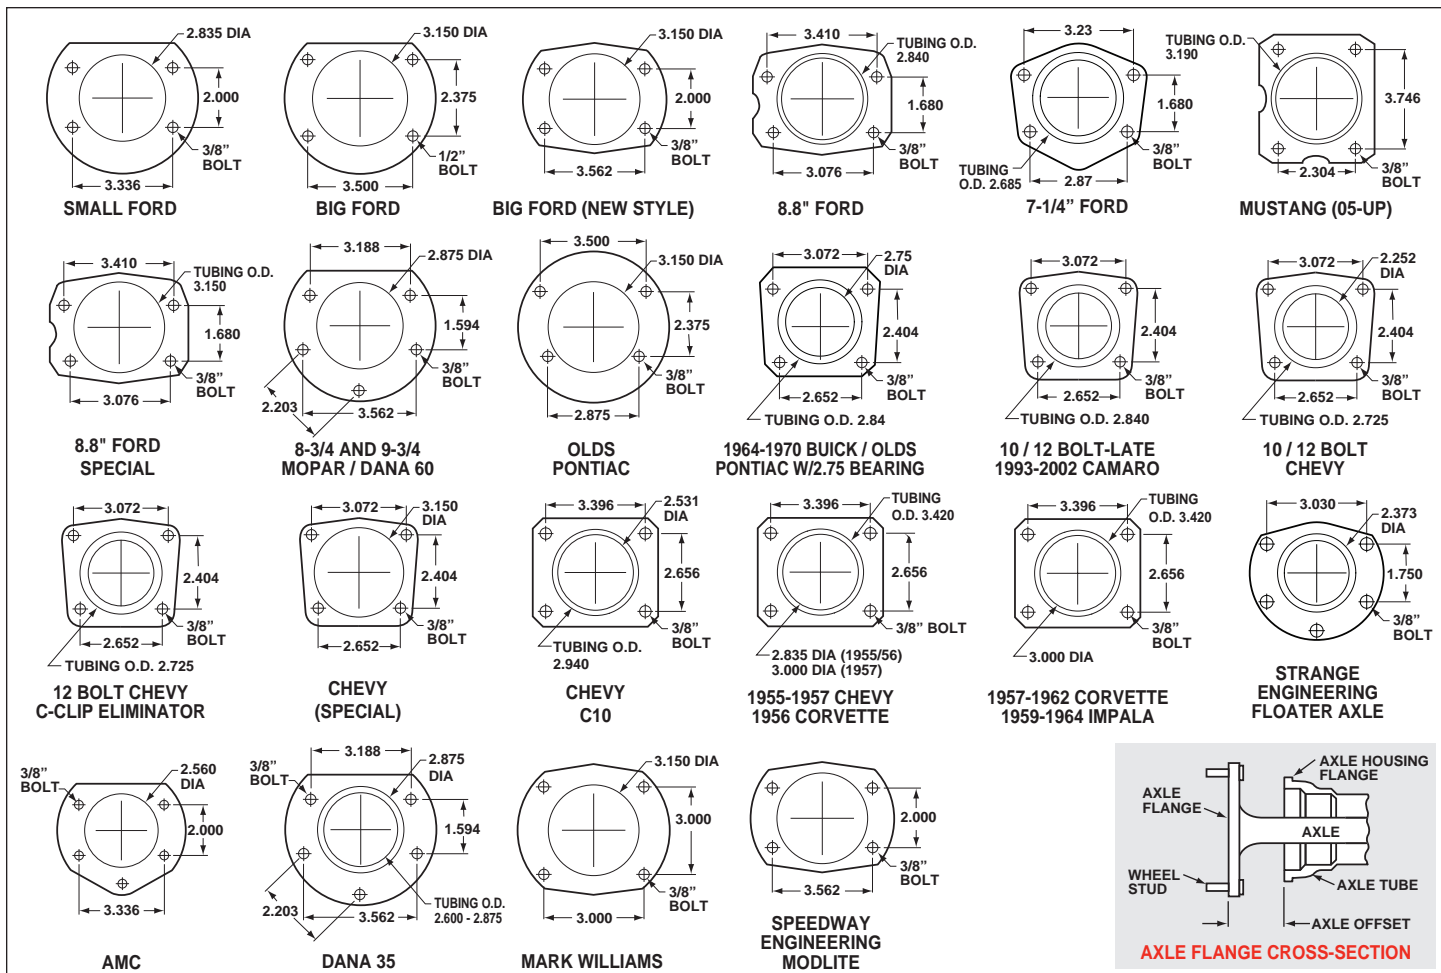 2.835 DIA
2.000
3/8”
BOLT
3.336
SMALL FORD
3.150 DIA
2.375
1/2”
BOLT
3.500
BIG FORD
3.150 DIA
2.000
3/8”
BOLT
3.562
BIG FORD (NEW STYLE)
3.410
TUBING O.D.
2.840
1.680
3/8”
BOLT
3.076
8.8" FORD
3.23
1.680
TUBING
O.D. 2.685
3/8”
BOLT
2.87
7-1/4” FORD
TUBING O.D.
3.190
3.746
2.304
3/8”
BOLT
MUSTANG (05-UP)
3.410
TUBING O.D.
3.150
1.680
3/8”
BOLT
3.076
8.8" FORD
SPECIAL
3.188
2.875 DIA
1.594
3/8”
BOLT
2.203
3.562
8-3/4 AND 9-3/4
MOPAR / DANA 60
3.500
3.150 DIA
2.375
3/8”
BOLT
2.875
OLDS
PONTIAC
3.072
2.75
DIA
2.404
3/8”
BOLT
2.652
TUBING O.D. 2.84
1964-1970 BUICK / OLDS
PONTIAC W/2.75 BEARING
3.072
2.404
3/8”
BOLT
2.652
TUBING O.D. 2.840
10 / 12 BOLT-LATE
1993-2002 CAMARO
3.072
2.252
DIA
2.404
3/8”
BOLT
2.652
TUBING O.D. 2.725
10 / 12 BOLT
CHEVY
3.072
2.404
3/8”
BOLT
2.652
TUBING O.D. 2.725
12 BOLT CHEVY
C-CLIP ELIMINATOR
3.072
3.150
DIA
2.404
3/8”
BOLT
2.652
CHEVY
(SPECIAL)
3.396
2.531
DIA
2.656
3/8”
BOLT
TUBING O.D.
2.940
CHEVY
C10
3.396
TUBING
O.D. 3.420
2.656
3/8” BOLT
2.835 DIA (1955/56)
3.000 DIA (1957)
1955-1957 CHEVY
1956 CORVETTE
3.396
TUBING
O.D. 3.420
2.656
3/8”
BOLT
3.000 DIA
1957-1962 CORVETTE
1959-1964 IMPALA
3.030
2.373
DIA
1.750
3/8”
BOLT
STRANGE
ENGINEERING
FLOATER AXLE
3/8”
BOLT
2.560
DIA
2.000
3.336
AMC
3/8”
BOLT
3.188
2.875
DIA
1.594
2.203
3.562
TUBING O.D.
2.600 - 2.875
DANA 35
3.150 DIA
3.000
3/8”
BOLT
3.000
MARK WILLIAMS
2.000
3/8”
BOLT
3.562
SPEEDWAY
ENGINEERING
MODLITE
AXLE HOUSING
FLANGE
AXLE
FLANGE
AXLE
WHEEL
STUD
AXLE TUBE
AXLE OFFSET
AXLE FLANGE CROSS-SECTION